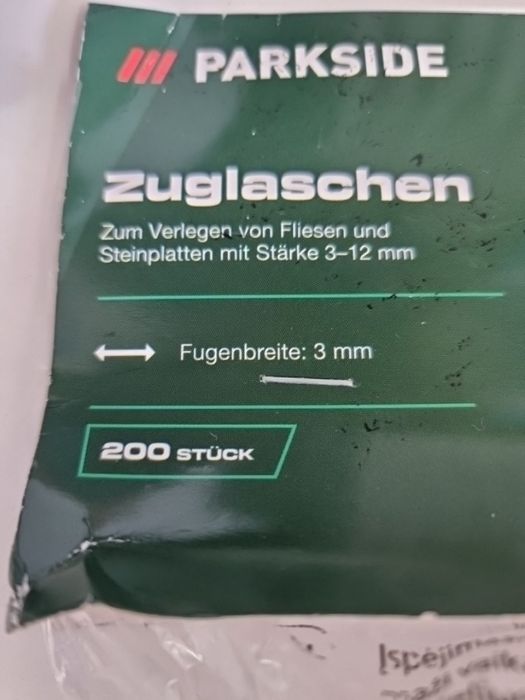 PARKSIDE
Zuglaschen
Zum Verlegen von Fliesen und
Steinplatten mit Stärke 3–12 mm
Fugenbreite: 3 mm
200 STÜCK